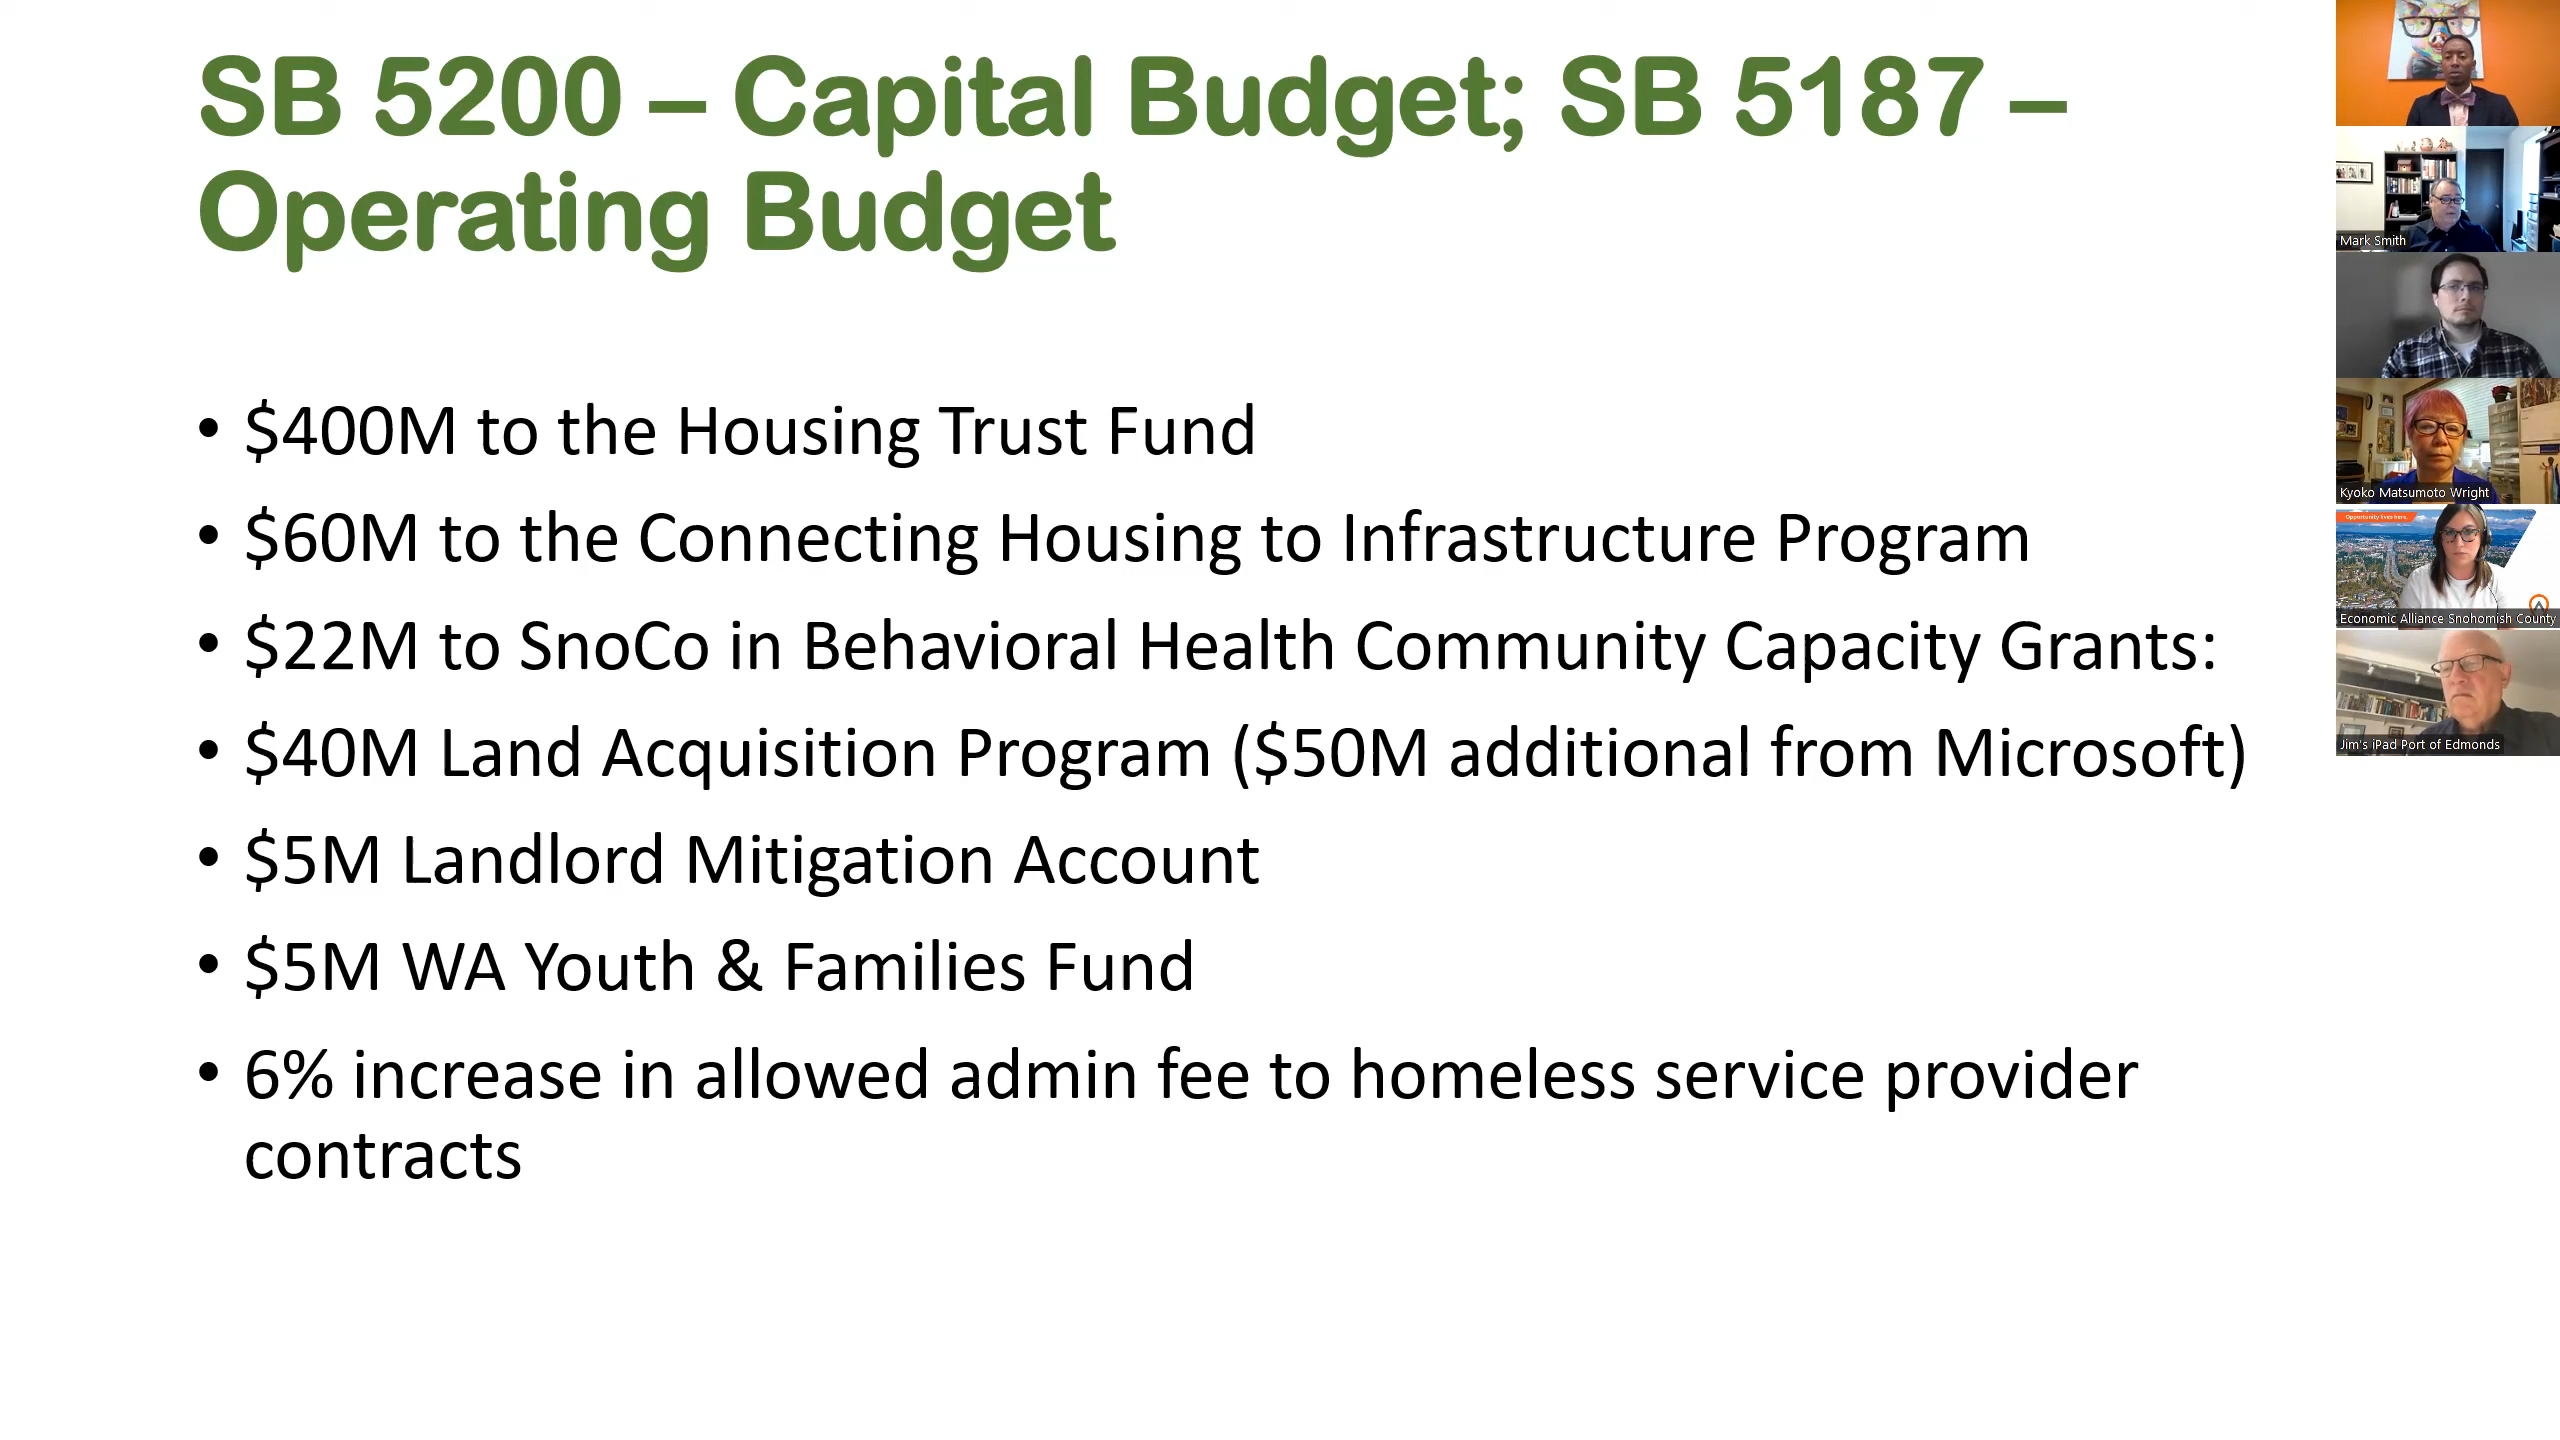 SB 5200 – Capital Budget; SB 5187 –
Operating Budget
• $400M to the Housing Trust Fund
• $60M to the Connecting Housing to Infrastructure Program
• $22M to SnoCo in Behavioral Health Community Capacity Grants:
• $40M Land Acquisition Program ($50M additional from Microsoft)
• $5M Landlord Mitigation Account
• $5M WA Youth & Families Fund
• 6% increase in allowed admin fee to homeless service provider
contracts
Mark Smith
Kyoko Matsumoto Wright
Opportunity lives here.
Economic Alliance Snohomish County
Jim's iPad Port of Edmonds